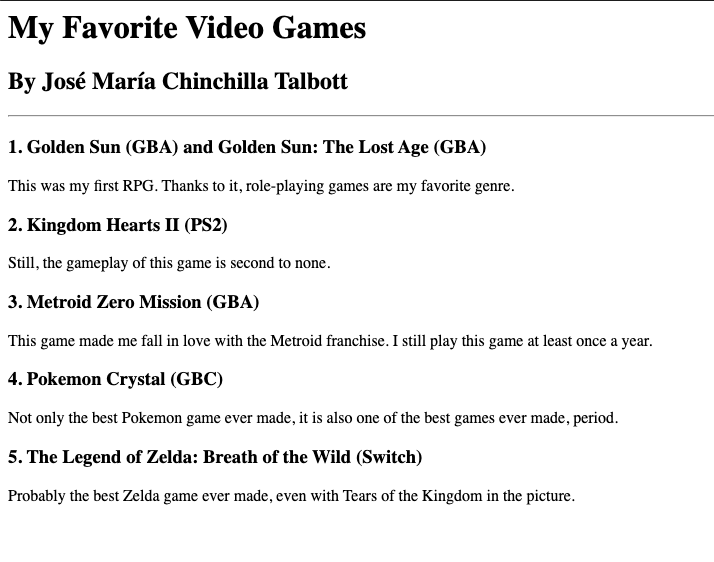 My Favorite Video Games
By José María Chinchilla Talbott
1. Golden Sun (GBA) and Golden Sun: The Lost Age (GBA)
This was my first RPG. Thanks to it, role-playing games are my favorite genre.
2. Kingdom Hearts II (PS2)
Still, the gameplay of this game is second to none.
3. Metroid Zero Mission (GBA)
This game made me fall in love with the Metroid franchise. I still play this game at least once a year.
4. Pokemon Crystal (GBC)
Not only the best Pokemon game ever made, it is also one of the best games ever made, period.
5. The Legend of Zelda: Breath of the Wild (Switch)
Probably the best Zelda game ever made, even with Tears of the Kingdom in the picture.